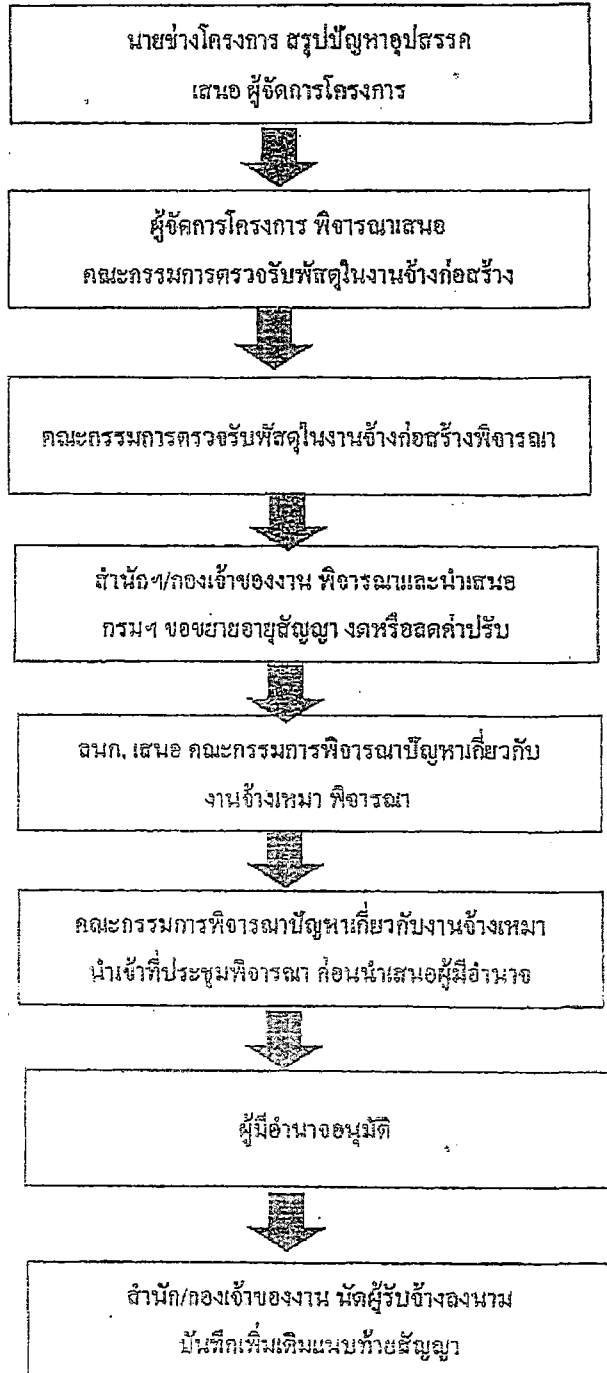 นายช่างโครงการ สรุปปัญหาอุปสรรค
เสนอ ผู้จัดการโครงการ
ผู้จัดการโครงการ พิจารณาเสนอ
คณะกรรมการตรวจรับพัสดุในงานจ้างก่อสร้าง
คณะกรรมการตรวจรับพัสดุในงานจ้างก่อสร้างพิจารณา
สำนักฯ/กองเจ้าของงาน พิจารณาและนำเสนอ
กรมฯ ขอขยายอายุสัญญา งดหรือลดค่าปรับ
สนก. เสนอ คณะกรรมการพิจารณาปัญหาเกี่ยวกับ
งานจ้างเหมา พิจารณา
คณะกรรมการพิจารณาปัญหาเกี่ยวกับงานจ้างเหมา
นำเข้าที่ประชุมพิจารณา ก่อนนำเสนอผู้มีอำนาจ
ผู้มีอำนาจอนุมัติ
สำนัก/กองเจ้าของงาน นัดผู้รับจ้างลงนาม
บันทึกเพิ่มเติมแนบท้ายสัญญา